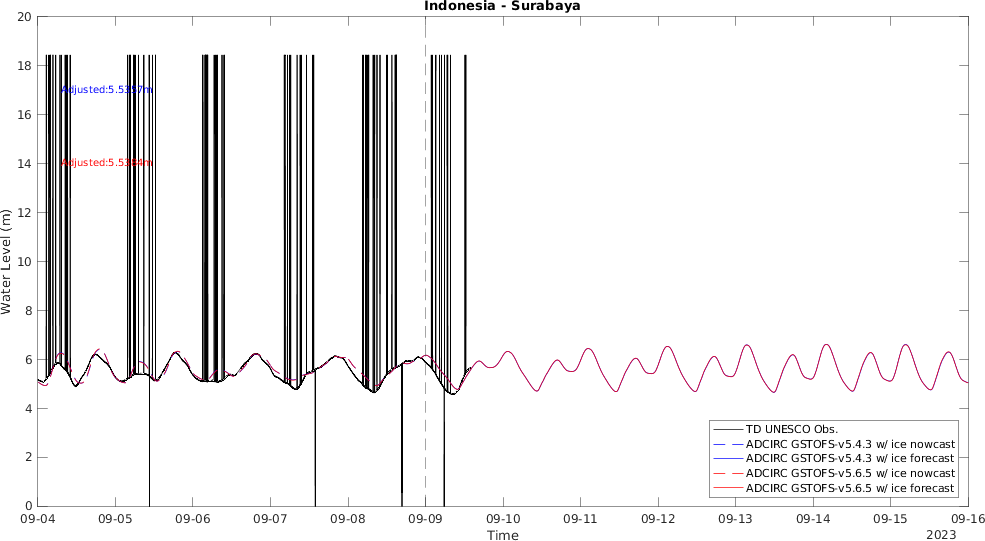 Indonesia - Surabaya
20
18
16
14
12
10
8
6
4
2
0
Water Level (m)
Adjusted:5.5357m
Adjusted:5.5384m
TD UNESCO Obs.
ADCIRC GSTOFS-v5.4.3 w/ ice nowcast
ADCIRC GSTOFS-v5.4.3 w/ ice forecast
ADCIRC GSTOFS-v5.6.5 w/ ice nowcast
ADCIRC GSTOFS-v5.6.5 w/ ice forecast
09-04 09-05 09-06 09-07 09-08 09-09 09-10 09-11 09-12 09-13 09-14 09-15 09-16
Time
2023